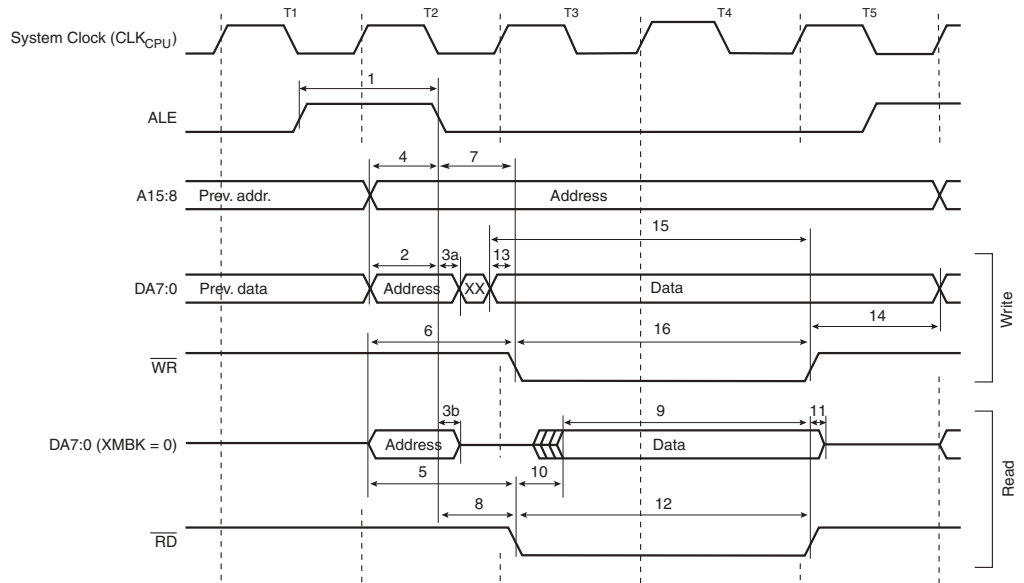 T1 T2 T3 T4 T5
System Clock (CLKCPU)
1
ALE
4 7
A15:8 Prev. addr. Address
15
2 3a 13
DA7:0 Prev. data Address XX Data
14
6 16
WR
Write
3b 9 11
DA7:0 (XMBK = 0) Address Data
5 10
8 12
RD
Read